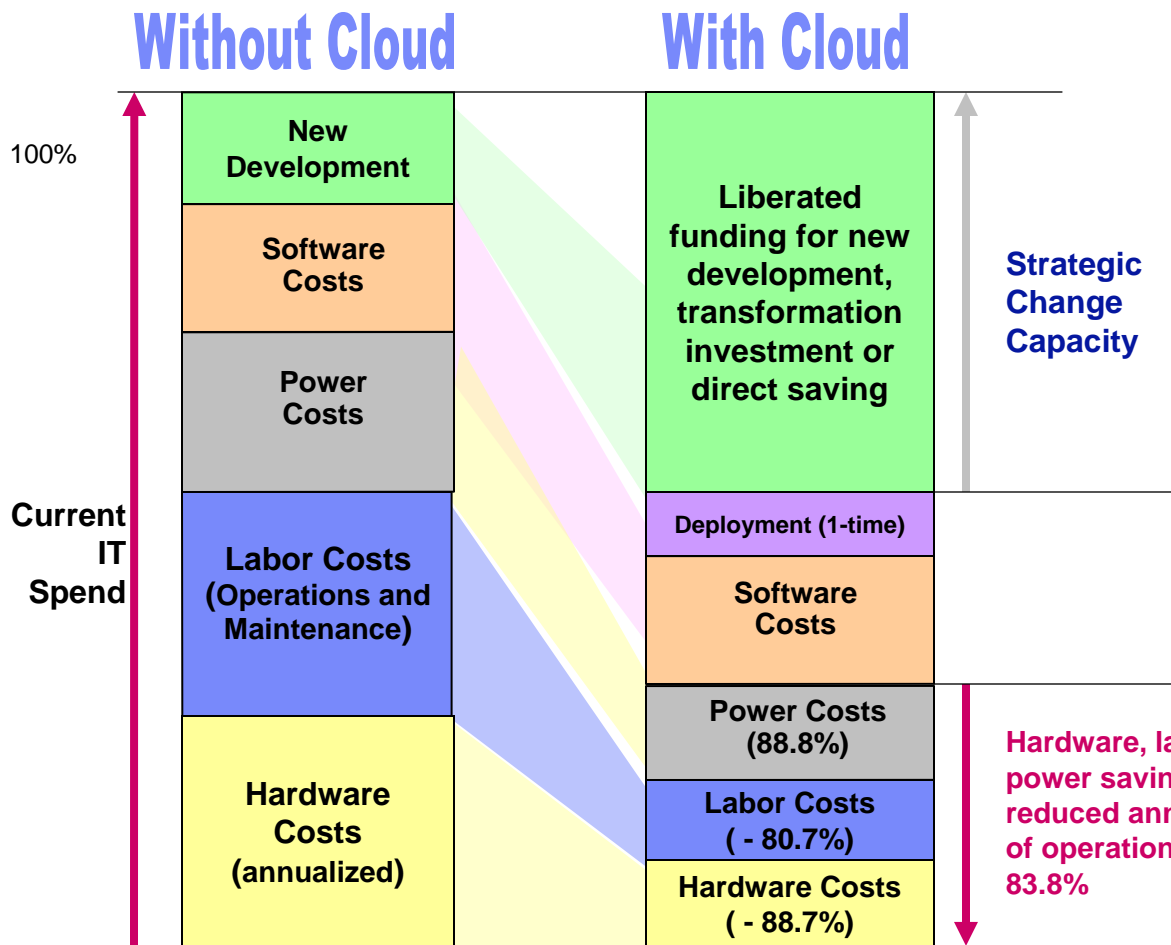 Without Cloud
With Cloud
100%
New
Development
Software
Costs
Power
Costs
Current
IT
Spend
Labor Costs
(Operations and
Maintenance)
Hardware
Costs
(annualized)
Liberated
funding for new
development,
transformation
investment or
direct saving
Deployment (1-time)
Software
Costs
Power Costs
(88.8%)
Labor Costs
( - 80.7%)
Hardware Costs
( - 88.7%)
Strategic
Change
Capacity
Hardware,
power
reduced
of
83.8%